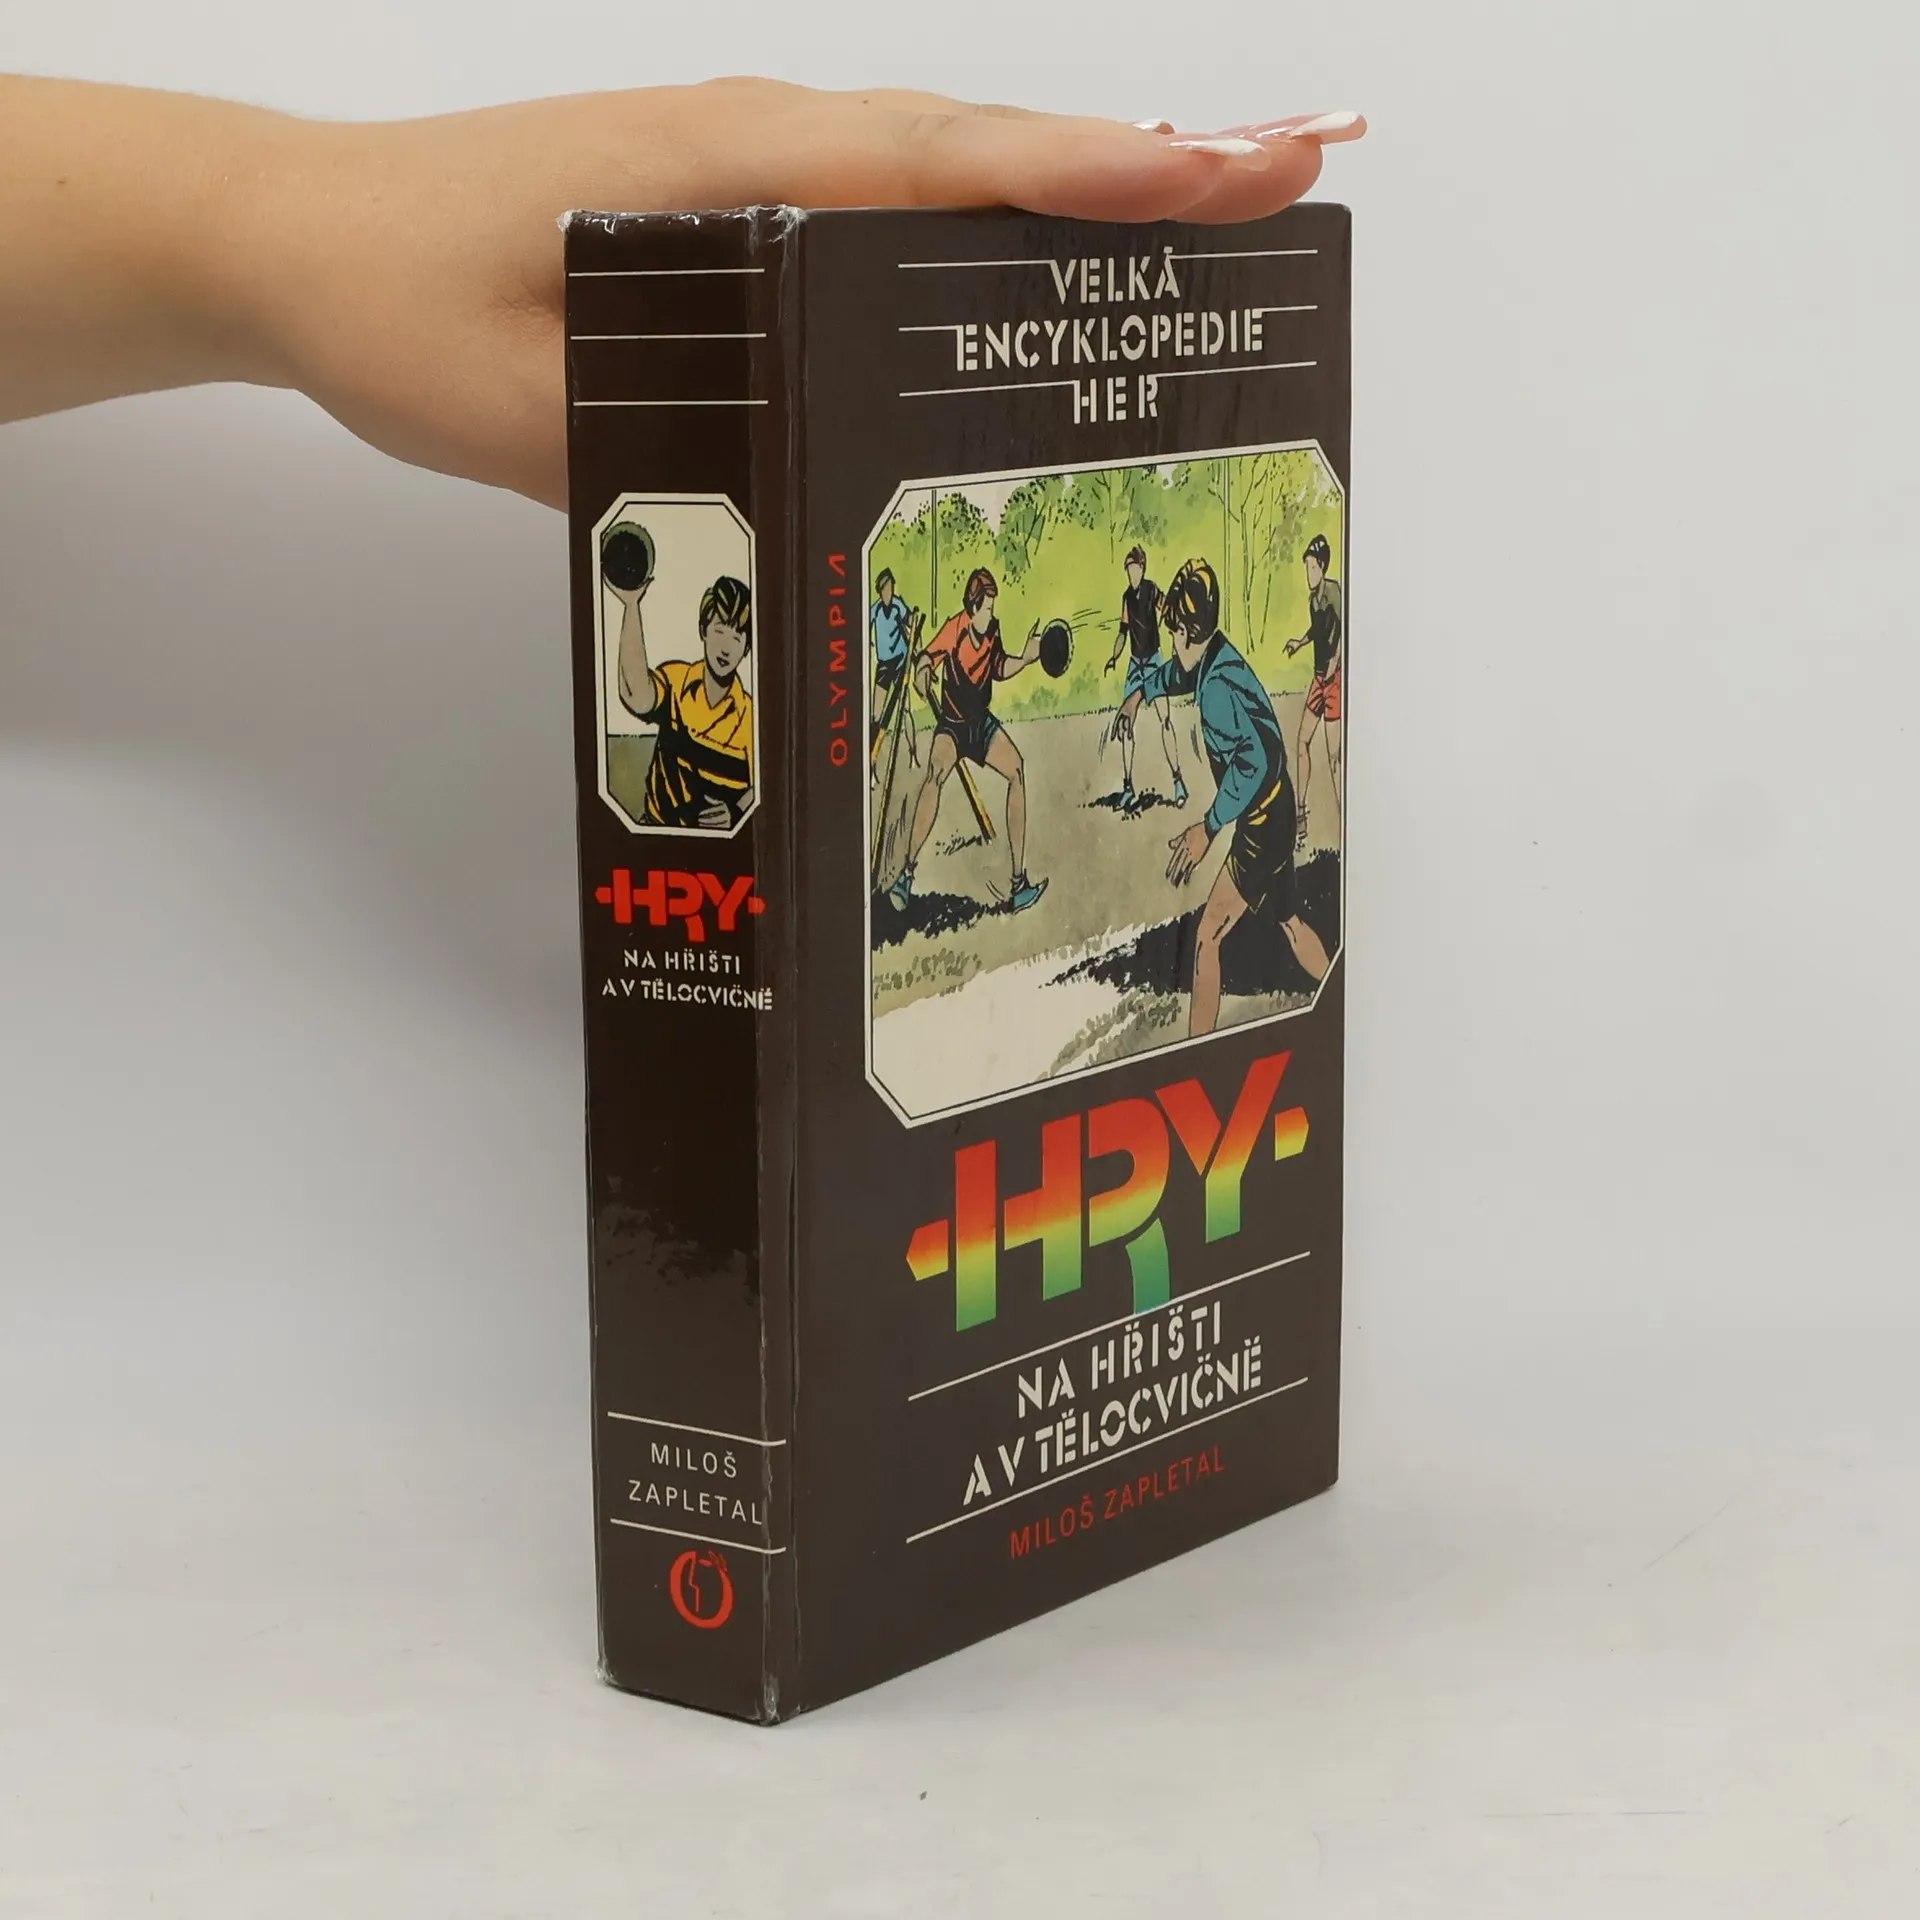 VELKÁ
ENCYKLOPEDIE
HER
OLYMPIA
HRY
NA HŘIŠTI
A V TĚLOCVIČNĚ
MILOŠ ZAPLETAL
HRY
NA HŘIŠTI
A V TĚLOCVIČNĚ
MILOŠ
ZAPLETAL